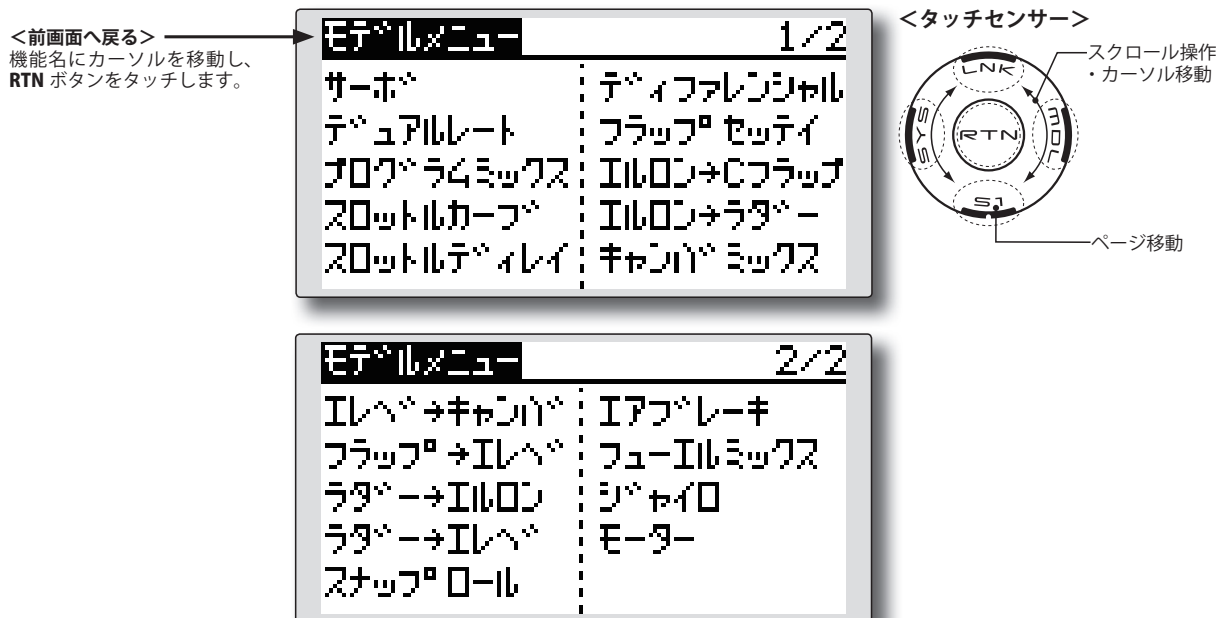 ＜前画面へ戻る＞
機能名にカーソルを移動し、
RTN ボタンをタッチします。
モデルメニュー 1/2
サーボ ディファレンシャル
デュアルレート フラップセッテイ
プログラムミックス エルロン→Cフラップ
スロットルカーブ エルロン→ラダー
スロットルディレイ キャンバミックス
＜タッチセンサー＞
LNK
SYS
RTN
MDL
S1
スクロール操作
・カーソル移動
ページ移動
モデルメニュー 2/2
エレベ→キャンバ エアブレーキ
フラップ→エレベ フューエルミックス
ラダー→エルロン ジャイロ
ラダー→エレベ モーター
スナップロール